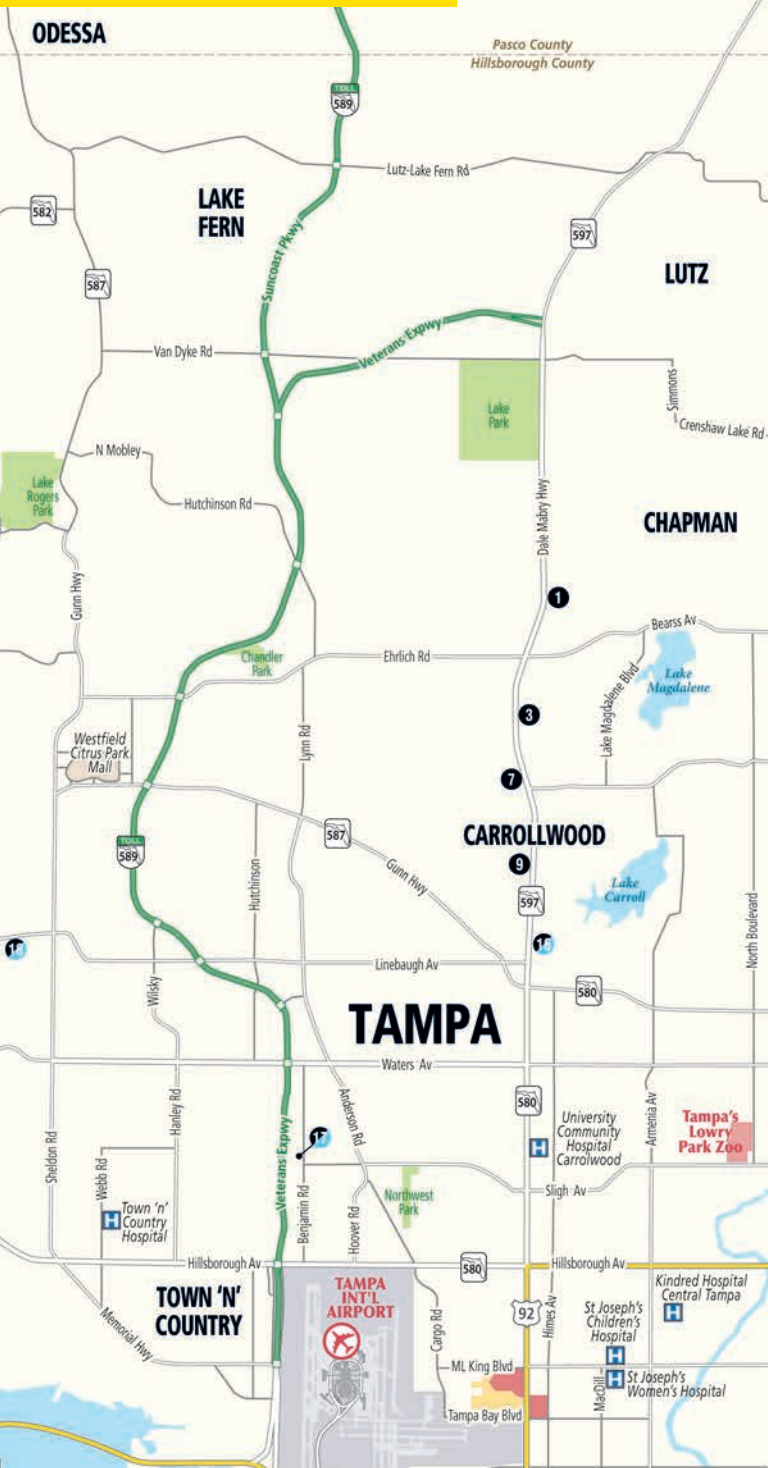 ODESSA
Pasco County
Hillsborough County
TOLL
589
Lutz-Lake Fern Rd
LAKE
FERN
582
597
587
Suncoast Pkwy
LUTZ
Veterans Expwy
Van Dyke Rd
Simmons
Lake
Park
Crenshaw Lake Rd
N Mobley
Lake
Rogers
Park
Hutchinson Rd
Dale Mabry Hwy
CHAPMAN
Gunn Hwy
1
Bearss Av
Chandler
Park
Ehrlich Rd
Lake
Magdalene
Lake Magdalene Blvd
3
Lynn Rd
Westfield
Citrus Park
Mall
7
587
CARROLLWOOD
TOLL
589
9
Gunn Hwy
Hutchinson
Lake
Carroll
597
North Boulevard
18
16
Linebaugh Av
Wilsky
580
TAMPA
Waters Av
580
Hanley Rd
Anderson Rd
Armenia Av
University
Community
Hospital
Carrolwood
H
Tampa's
Lowry
Park Zoo
17
Sheldon Rd
Webb Rd
Veterans Expwy
Benjamin Rd
Hoover Rd
Northwest
Park
Sligh Av
H
Town 'n'
Country
Hospital
Hillsborough Av
580
Hillsborough Av
TOWN 'N'
COUNTRY
TAMPA
INT'L
AIRPORT
Memorial Hwy
Cargo Rd
92
Himes Av
Kindred Hospital
Central Tampa
H
St Joseph's
Children's
Hospital
H
ML King Blvd
H
St Joseph's
Women's Hospital
MacDill
Tampa Bay Blvd